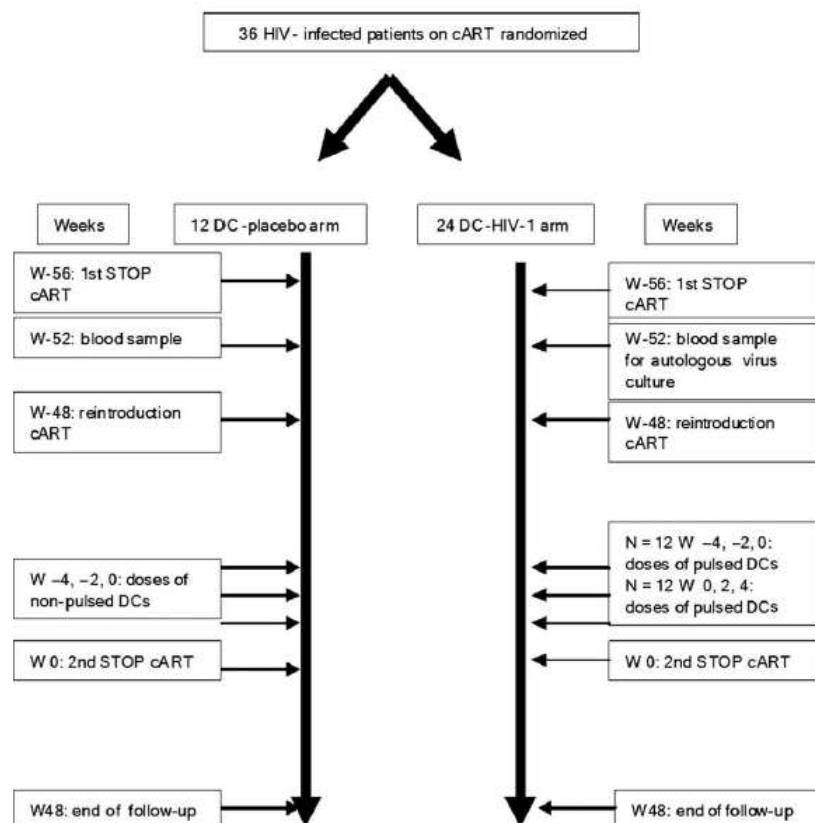 36 HIV- infected patients on cART randomized
Weeks
12 DC-placebo arm
24 DC-HIV-1 arm
Weeks
W-56: 1st STOP
cART
W-52: blood sample
W-48: reintroduction
cART
W -4, -2, 0: doses of
non-pulsed DCs
W 0: 2nd STOP cART
W48: end of follow-up
W-56: 1st STOP
cART
W-52: blood sample
for autologous virus
culture
W-48: reintroduction
cART
N = 12 W -4, -2, 0:
doses of pulsed DCs
N = 12 W 0, 2, 4:
doses of pulsed DCs
W 0: 2nd STOP cART
W48: end of follow-up